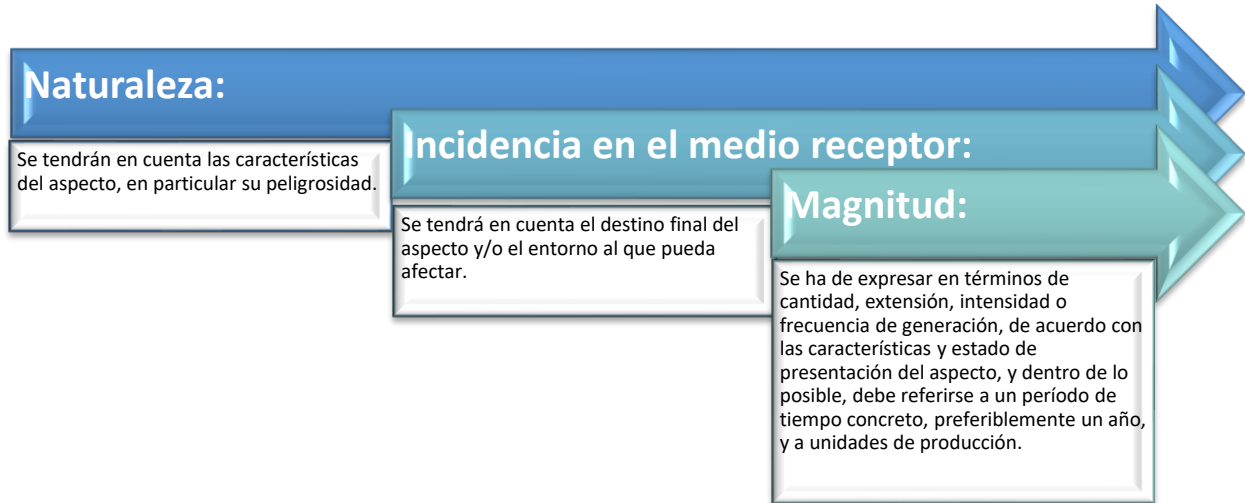 Naturaleza:
Se tendrán en cuenta las características
del aspecto, en particular su peligrosidad.
Incidencia en el medio receptor:
Se tendrá en cuenta el destino final del
aspecto y/o el entorno al que pueda
afectar.
Magnitud:
Se ha de expresar en términos de
cantidad, extensión, intensidad o
frecuencia de generación, de acuerdo con
las características y estado de
presentación del aspecto, y dentro de lo
posible, debe referirse a un período de
tiempo concreto, preferiblemente un año,
y a unidades de producción.